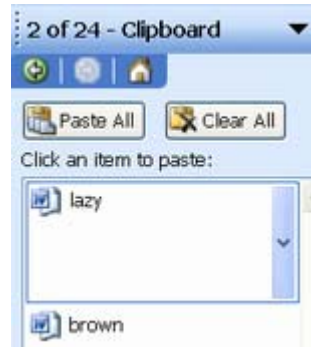 2 of 24 - Clipboard
Paste All Clear All
Click an item to paste:
lazy
brown